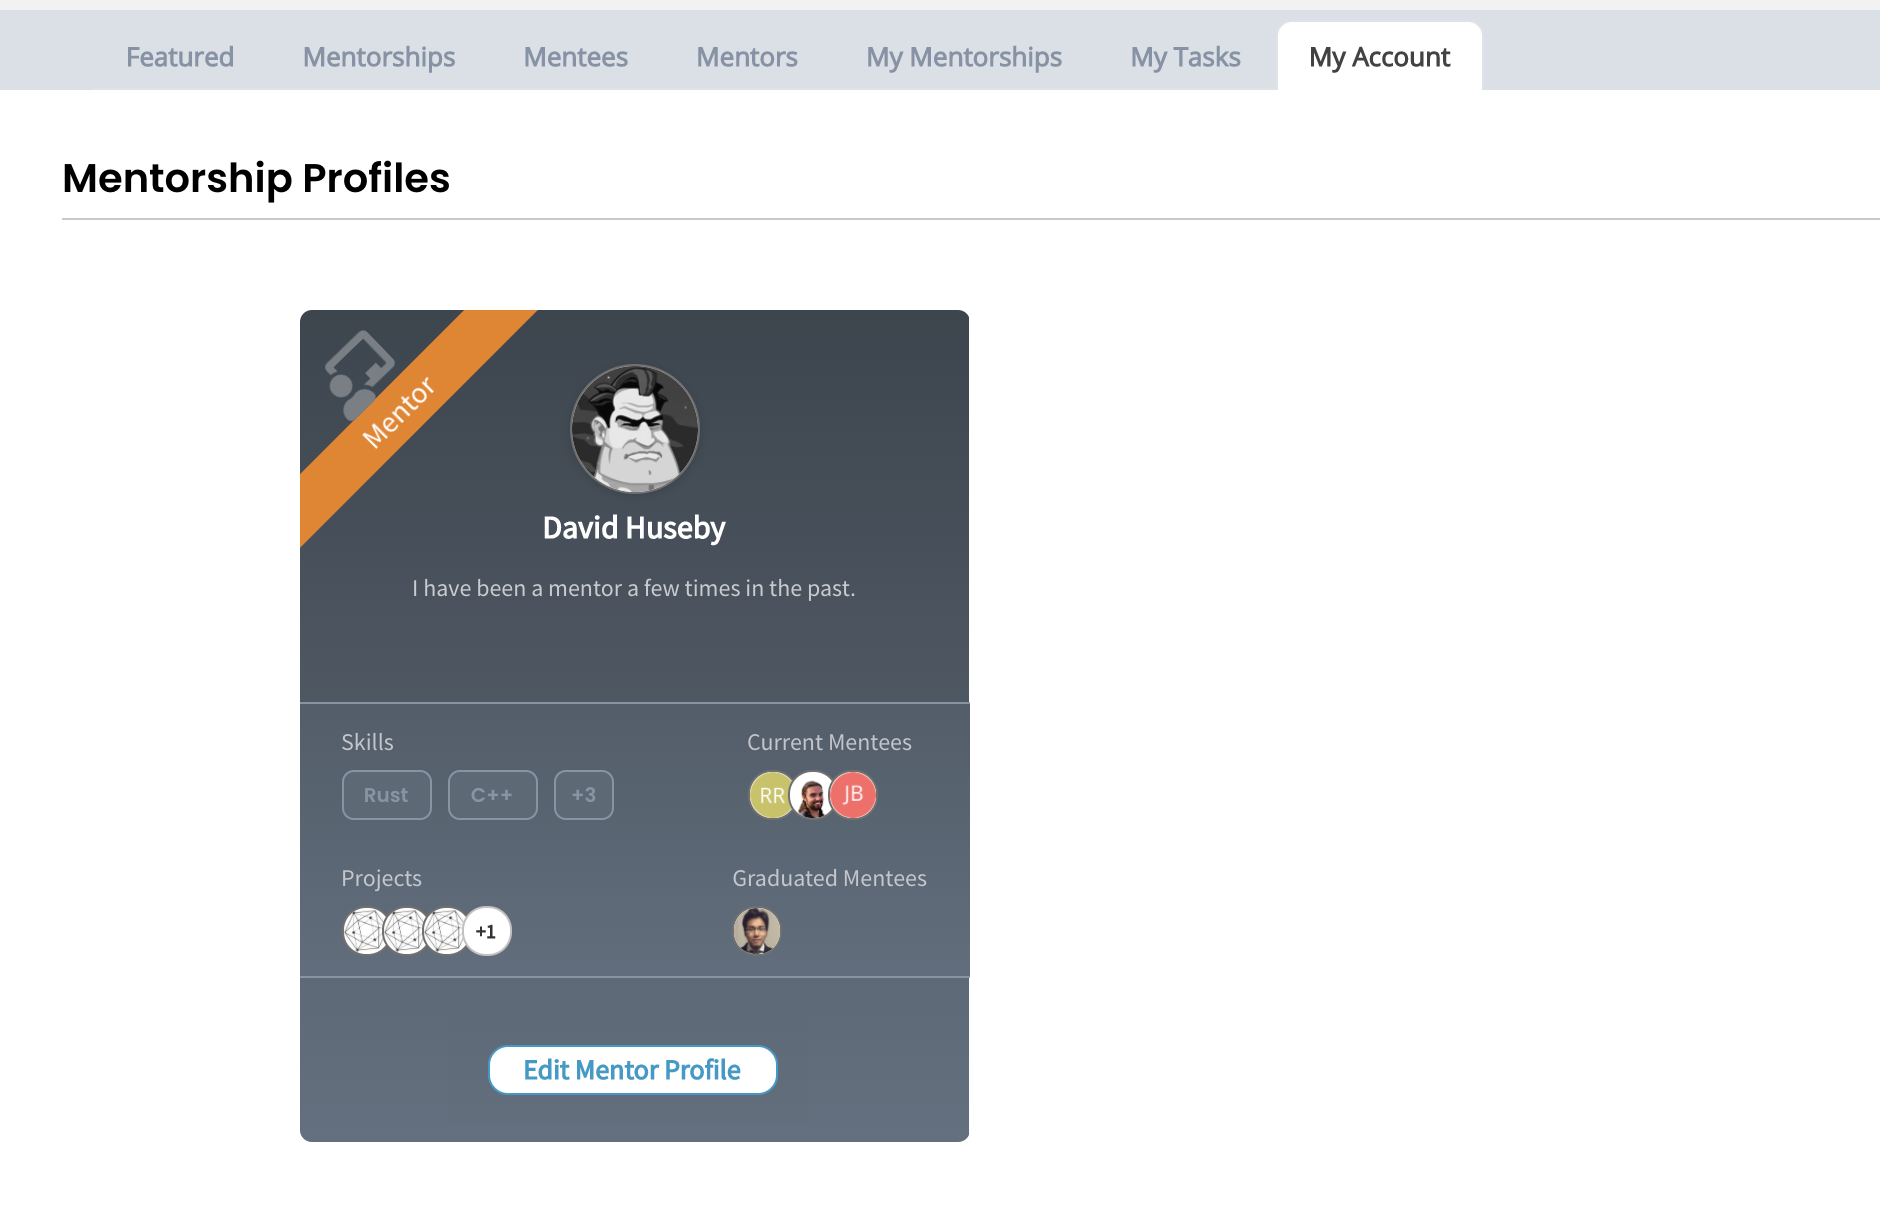 Featured Mentorships Mentees Mentors My Mentorships My Tasks My Account
Mentorship Profiles
Mentor
David Huseby
I have been a mentor a few times in the past.
Skills
Rust C++ +3
Current Mentees
RR JB
Projects
+1
Graduated Mentees
Edit Mentor Profile